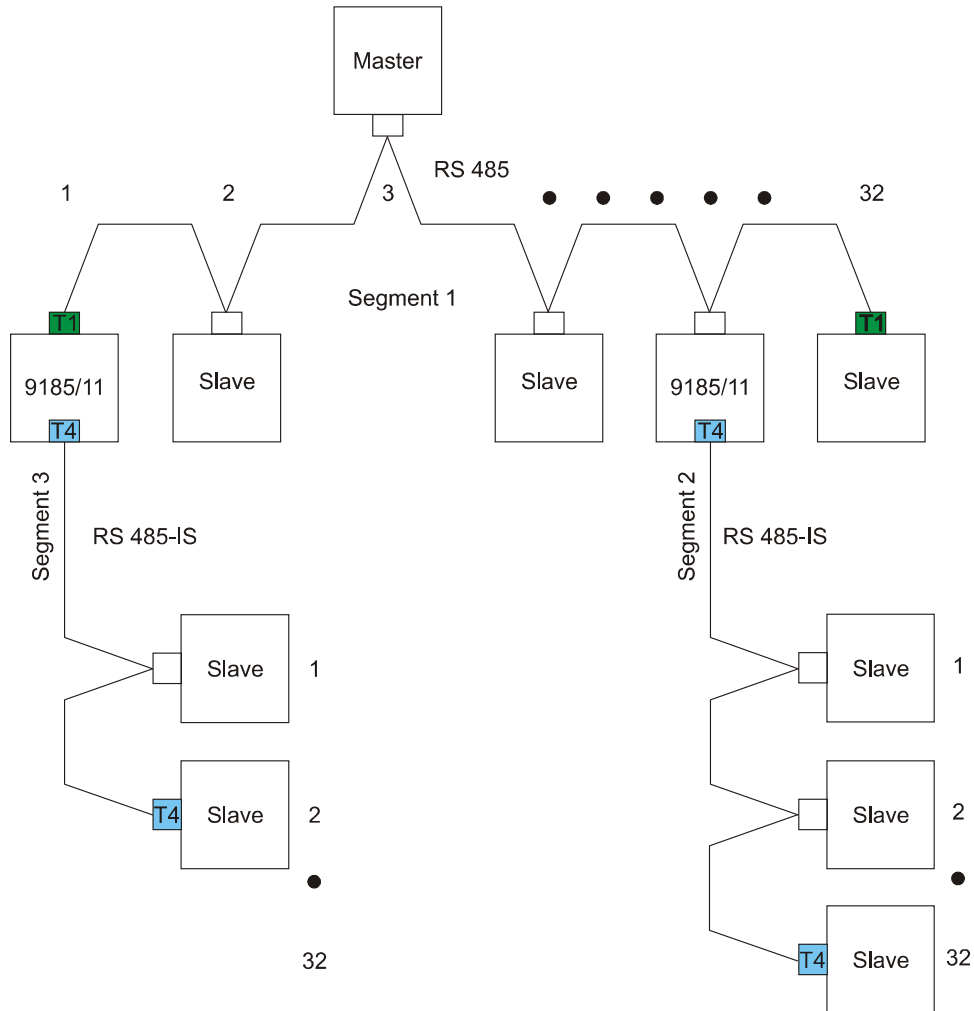 Master
RS 485
1
2
3
32
Segment 1
T1
T1
9185/11
Slave
Slave
9185/11
Slave
T4
T4
Segment 3
RS 485-IS
Segment 2
RS 485-IS
Slave
1
Slave
1
T4
Slave
2
Slave
2
32
T4
Slave
32